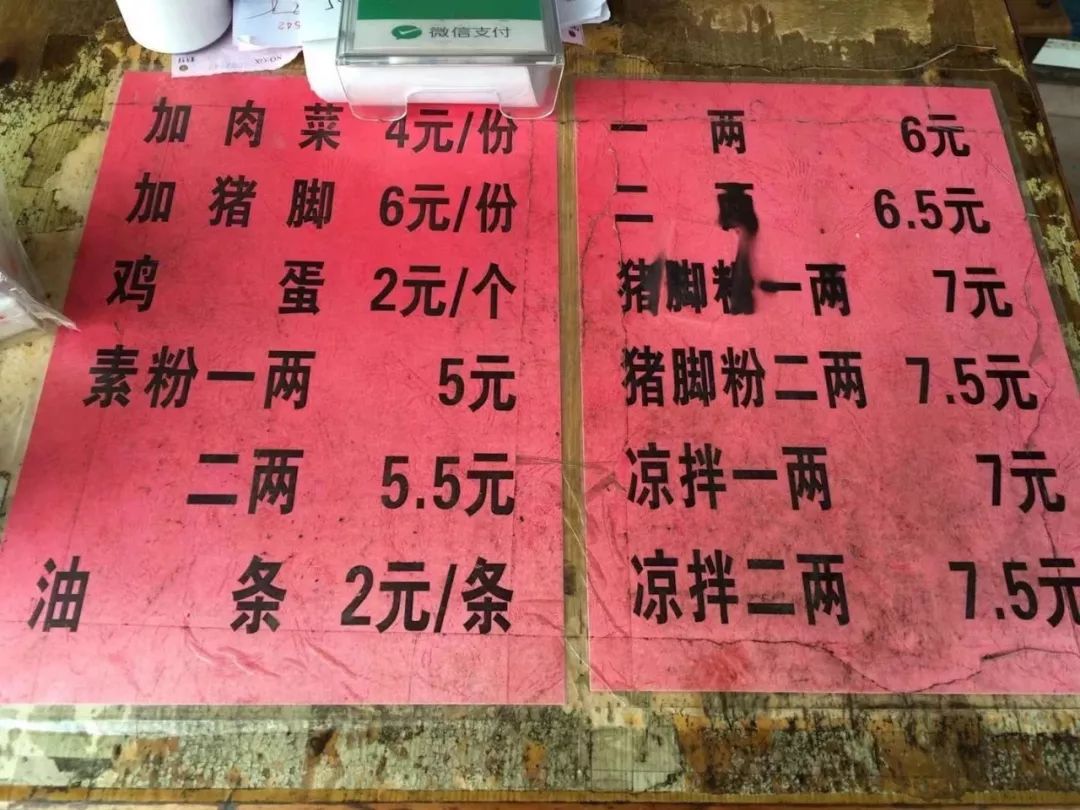 微信支付
542
加肉菜 4元/份
加猪脚 6元/份
鸡蛋 2元/个
素粉一两 5元
二两 5.5元
油条 2元/条
一两 6元
二两 6.5元
猪脚粉一两 7元
猪脚粉二两 7.5元
凉拌一两 7元
凉拌二两 7.5元